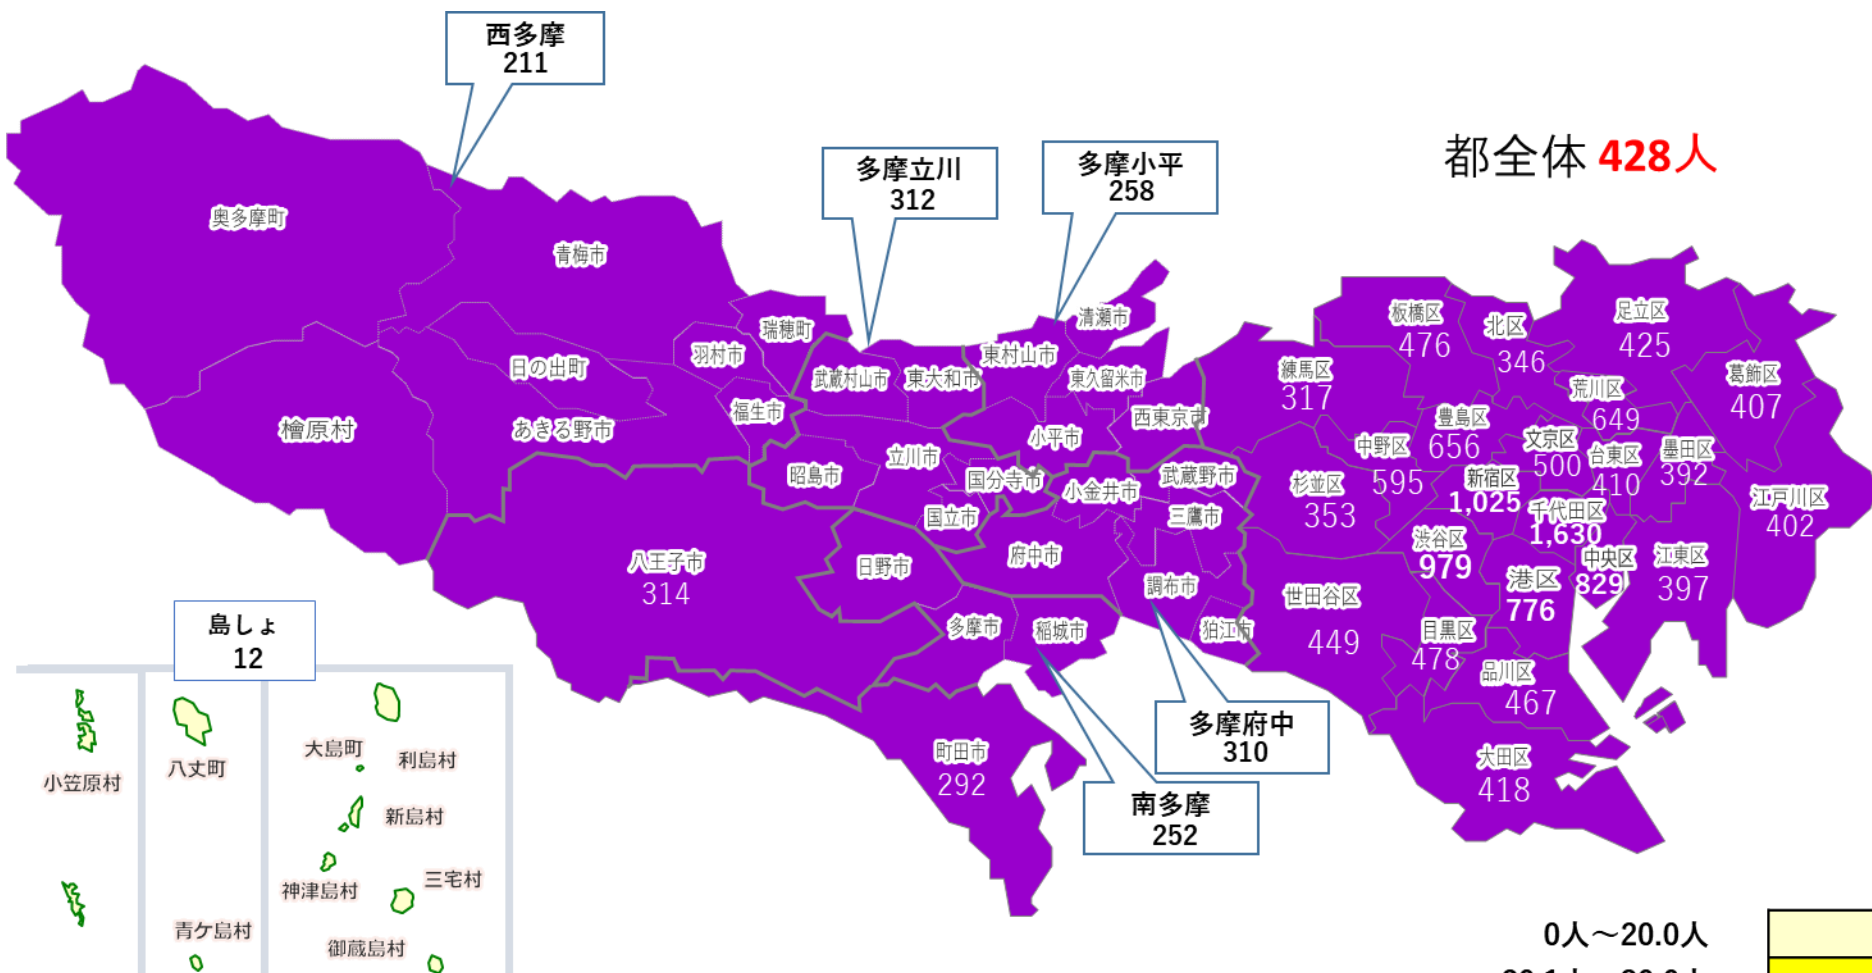 西多摩
211
多摩立川
312
多摩小平
258
都全体 428人
奥多摩町
青梅市
瑞穂町
羽村市
日の出町
福生市
あきる野市
檜原村
武蔵村山市
東大和市
東村山市
清瀬市
東久留米市
西東京市
小平市
立川市
昭島市
国分寺市
国立市
小金井市
武蔵野市
三鷹市
府中市
調布市
狛江市
八王子市
314
日野市
多摩市
稲城市
町田市
292
多摩府中
310
南多摩
252
板橋区
476
北区
346
足立区
425
葛飾区
407
練馬区
317
荒川区
649
豊島区
656
中野区
595
文京区
500
台東区
410
墨田区
392
新宿区
1,025
千代田区
1,630
杉並区
353
渋谷区
979
中央区
829
江東区
397
江戸川区
402
港区
776
世田谷区
449
目黒区
478
品川区
467
大田区
418
島しょ
12
小笠原村
八丈町
青ケ島村
大島町
利島村
新島村
神津島村
三宅村
御蔵島村
0人～20.0人